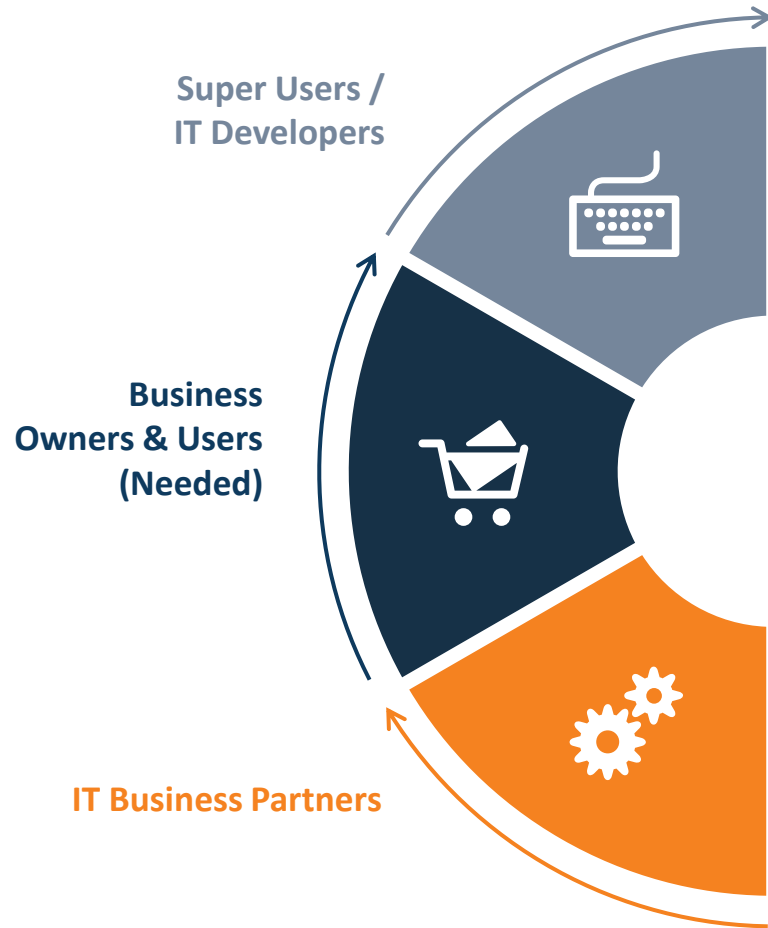 Super Users /
IT Developers
Business
Owners & Users
(Needed)
IT Business Partners